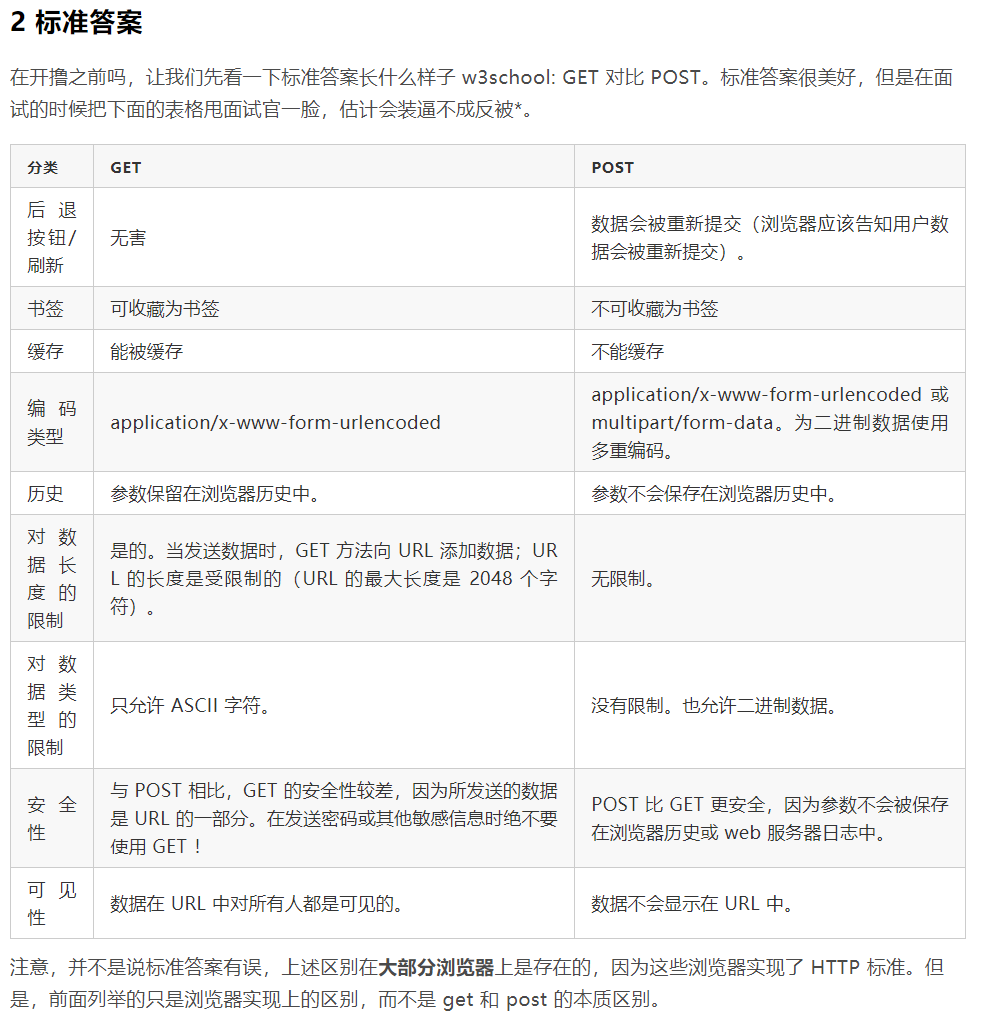 2 标准答案
在开撸之前吗，让我们先看一下标准答案长什么样子 w3school: GET 对比 POST。标准答案很美好，但是在面
试的时候把下面的表格甩面试官一脸，估计会装逼不成反被*。
分类 GET POST
后退
按钮/
刷新
无害
数据会被重新提交（浏览器应该告知用户数
据会被重新提交）。
书签 可收藏为书签 不可收藏为书签
缓存 能被缓存 不能缓存
编码
类型
application/x-www-form-urlencoded
application/x-www-form-urlencoded 或
multipart/form-data。为二进制数据使用
多重编码。
历史 参数保留在浏览器历史中。 参数不会保存在浏览器历史中。
对数
据长
度的
限制
是的。当发送数据时，GET 方法向 URL 添加数据；UR
L 的长度是受限制的（URL 的最大长度是 2048 个字
符）。
无限制。
对数
据类
型的
限制
只允许 ASCII 字符。
没有限制。也允许二进制数据。
安全
性
与 POST 相比，GET 的安全性较差，因为所发送的数据
是 URL 的一部分。在发送密码或其他敏感信息时绝不要
使用 GET ！
POST 比 GET 更安全，因为参数不会被保存
在浏览器历史或 web 服务器日志中。
可见
性
数据在 URL 中对所有人都是可见的。
数据不会显示在 URL 中。
注意，并不是说标准答案有误，上述区别在大部分浏览器上是存在的，因为这些浏览器实现了 HTTP 标准。但
是，前面列举的只是浏览器实现上的区别，而不是 get 和 post 的本质区别。